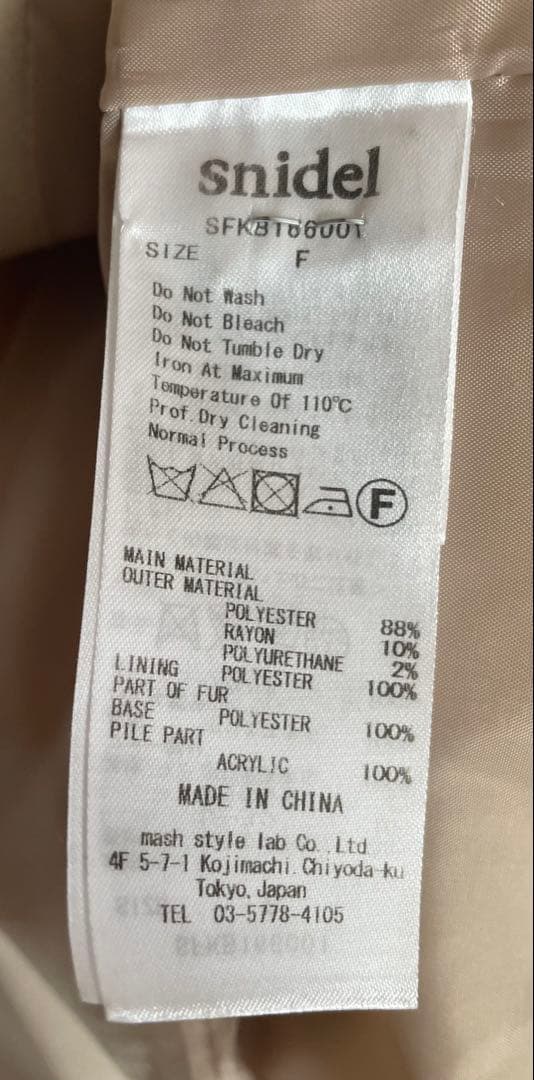 snidel
SFKB166001
SIZE F
Do Not Wash
Do Not Bleach
Do Not Tumble Dry
Iron At Maximum
Temperature Of 110℃
Prof.Dry Cleaning
Normal Process
F
MAIN MATERIAL
OUTER MATERIAL
POLYESTER 88%
RAYON 10%
POLYURETHANE 2%
LINING POLYESTER 100%
PART OF FUR
BASE POLYESTER 100%
PILE PART
ACRYLIC 100%
MADE IN CHINA
mash style lab Co.,Ltd
4F 5-7-1 Kojimachi.Chiyoda-ku
Tokyo, Japan
TEL 03-5778-4105